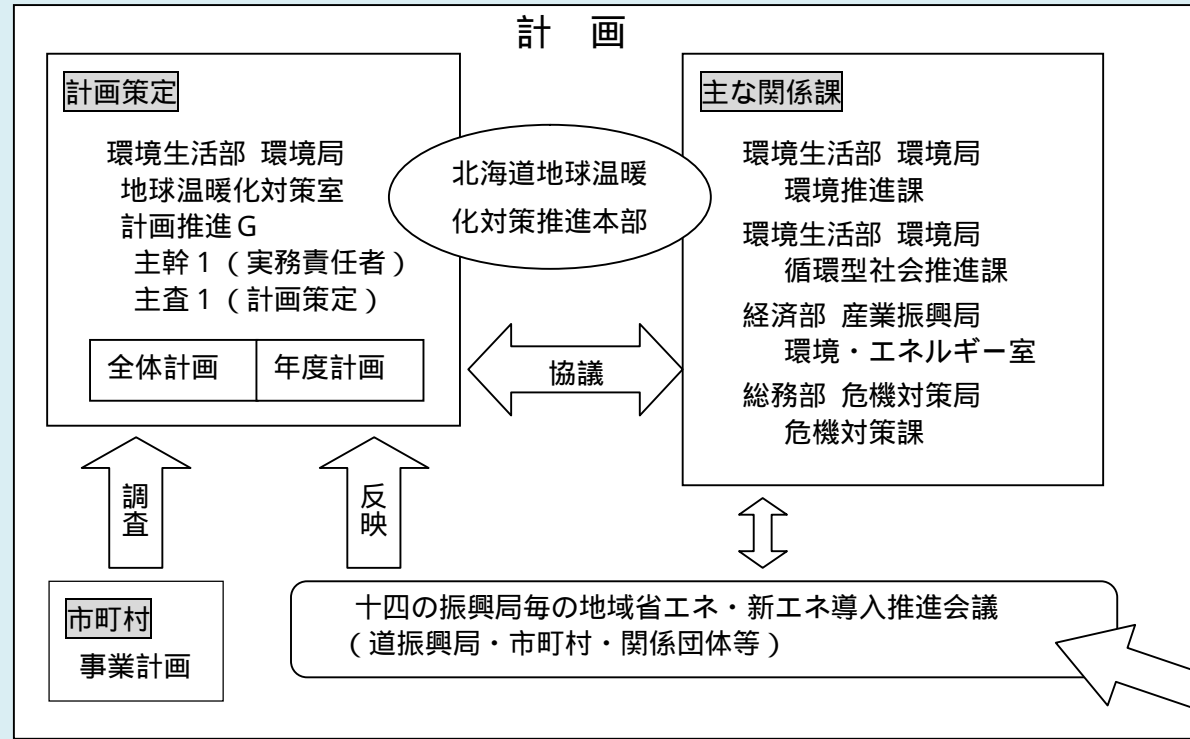 計　画
計画策定
環境生活部 環境局
地球温暖化対策室
計画推進Ｇ
主幹１（実務責任者）
主査１（計画策定）
全体計画
年度計画
北海道地球温暖
化対策推進本部
主な関係課
環境生活部 環境局
環境推進課
環境生活部 環境局
循環型社会推進課
経済部 産業振興局
環境・エネルギー室
総務部 危機対策局
危機対策課
協議
調査
反映
市町村
事業計画
十四の振興局毎の地域省エネ・新エネ導入推進会議
（道振興局・市町村・関係団体等）